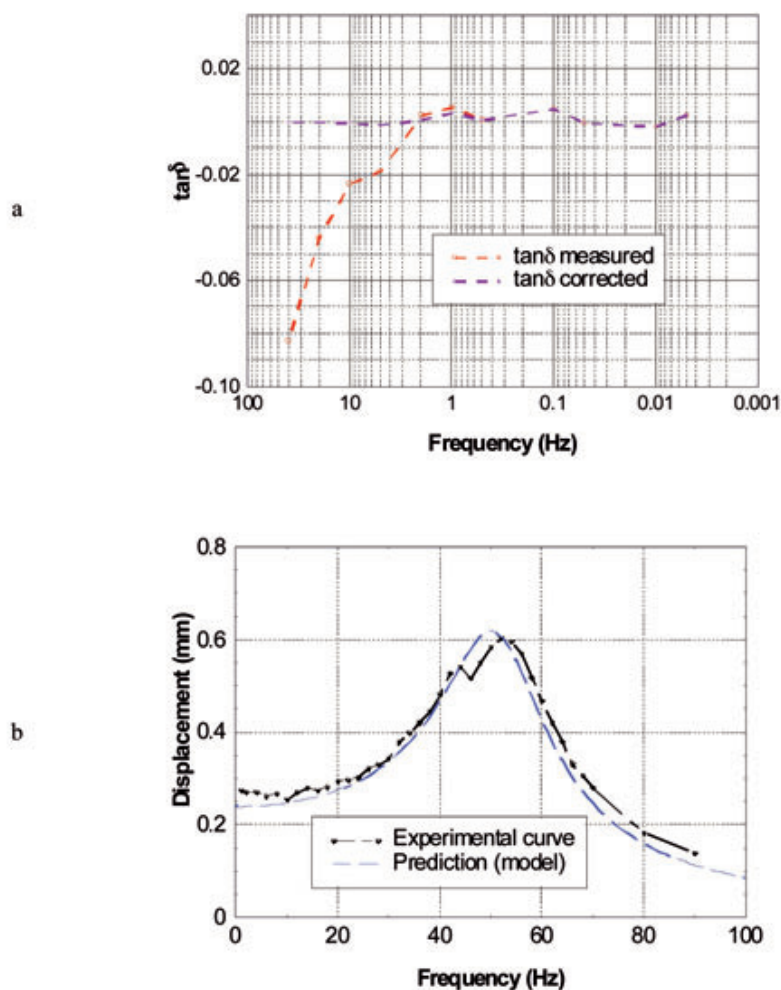 a
0.02
-0.02
-0.06
-0.10
tanδ
tanδ measured
tanδ corrected
100 10 1 0.1 0.01 0.001
Frequency (Hz)
b
0.8
0.6
0.4
0.2
0
Displacement (mm)
Experimental curve
Prediction (model)
0 20 40 60 80 100
Frequency (Hz)